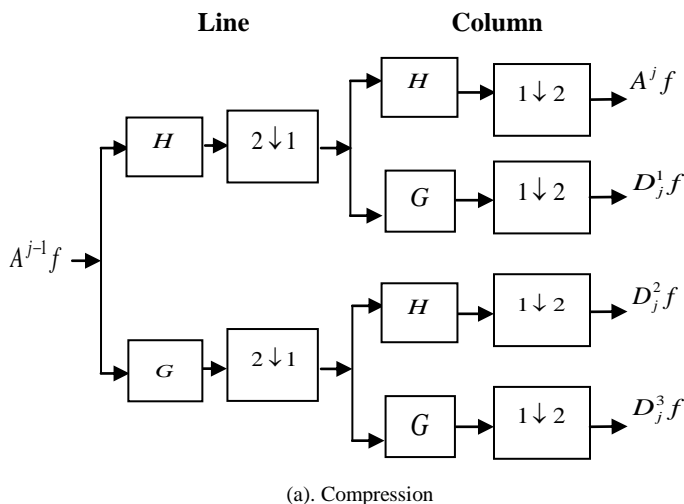 Line Column
H 1 ↓ 2 A^j f
H 2 ↓ 1
G 1 ↓ 2 D_j^1 f
A^{j-1} f
H 1 ↓ 2 D_j^2 f
G 2 ↓ 1
G 1 ↓ 2 D_j^3 f
(a). Compression